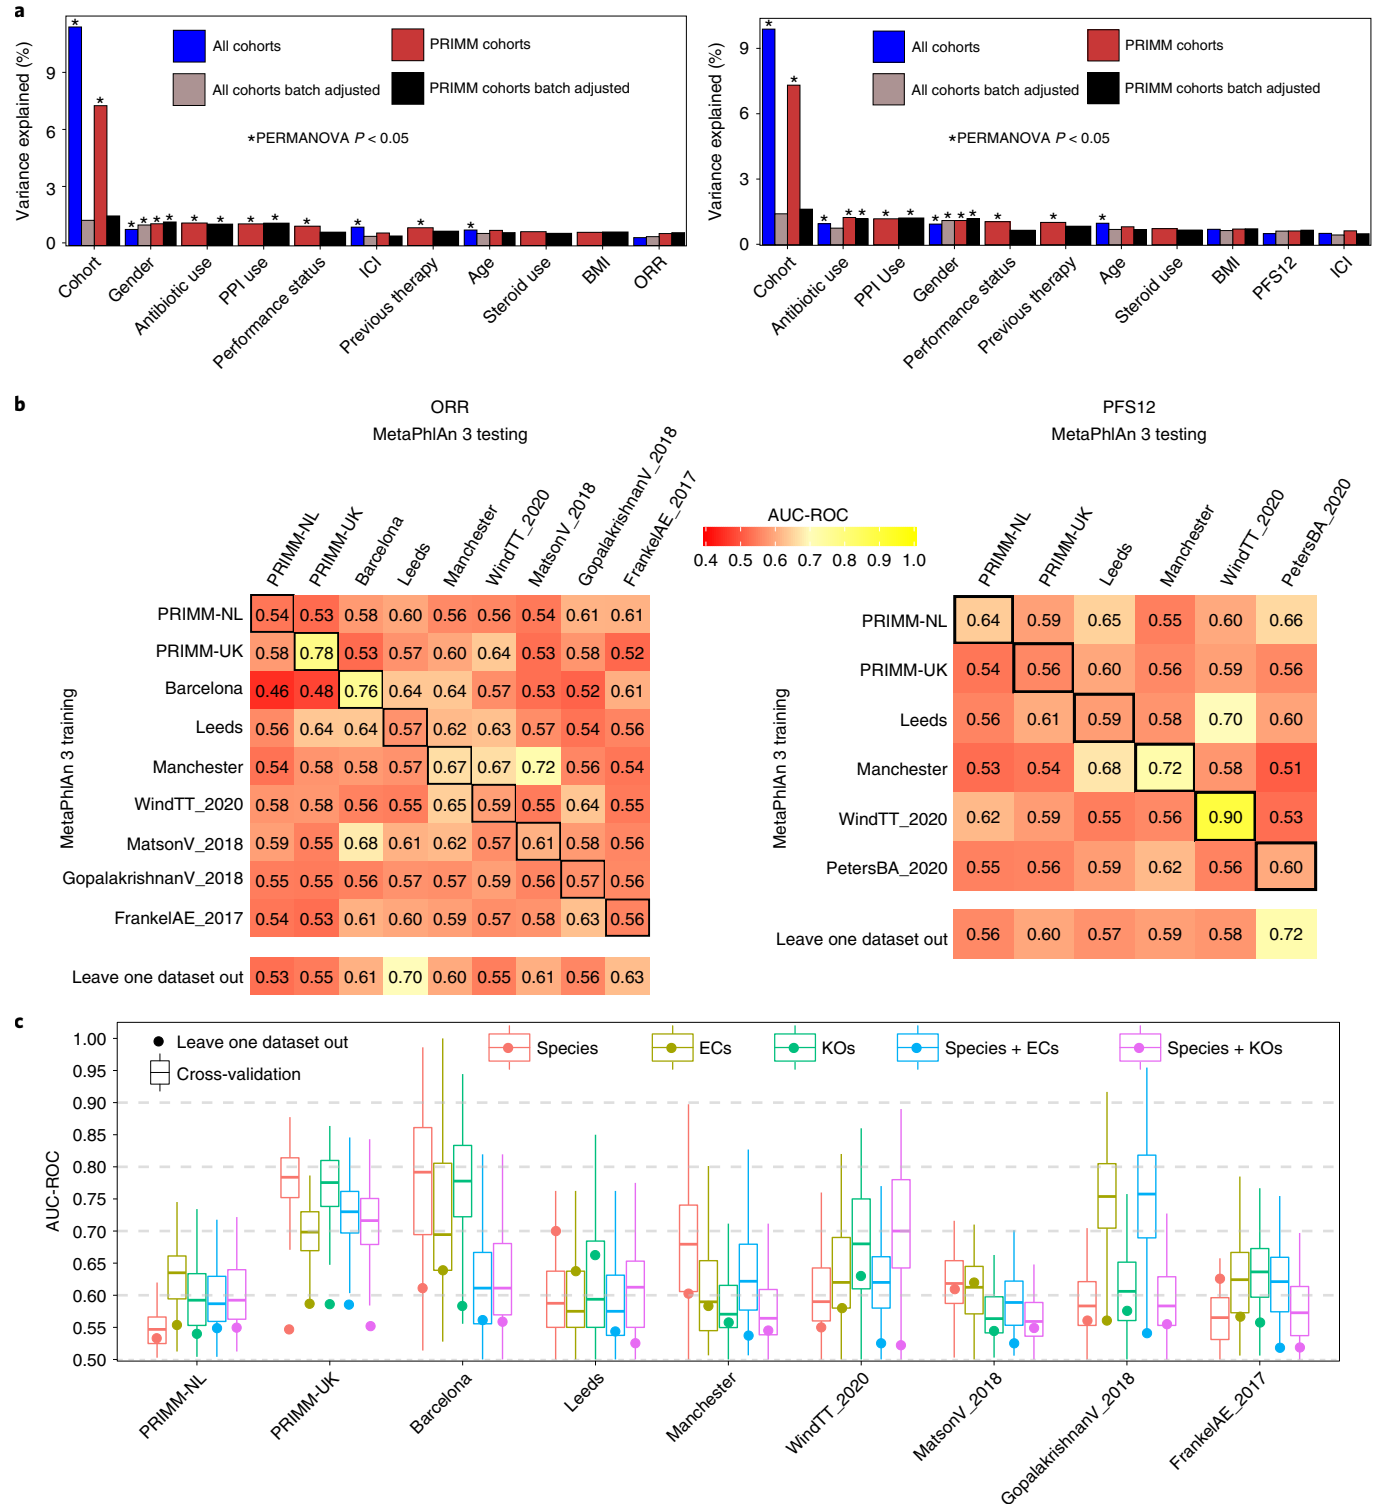 a
Variance explained (%)
9
6
3
0
All cohorts
PRIMM cohorts
All cohorts batch adjusted
PRIMM cohorts batch adjusted
*PERMANOVA P < 0.05
Cohort
Gender
Antibiotic use
PPI use
Performance status
ICI
Previous therapy
Age
Steroid use
BMI
ORR
Variance explained (%)
9
6
3
0
All cohorts
PRIMM cohorts
All cohorts batch adjusted
PRIMM cohorts batch adjusted
*PERMANOVA P < 0.05
Cohort
Antibiotic use
PPI Use
Gender
Performance status
Previous therapy
Age
Steroid use
BMI
PFS12
ICI
b
ORR
MetaPhlAn 3 testing
PRIMM-NL
PRIMM-UK
Barcelona
Leeds
Manchester
WindTT_2020
MatsonV_2018
GopalakrishnanV_2018
FrankelAE_2017
MetaPhlAn 3 training
PRIMM-NL 0.54 0.53 0.58 0.60 0.56 0.56 0.54 0.61 0.61
PRIMM-UK 0.58 0.78 0.53 0.57 0.60 0.64 0.53 0.58 0.52
Barcelona 0.46 0.48 0.76 0.64 0.64 0.57 0.53 0.52 0.61
Leeds 0.56 0.64 0.64 0.57 0.62 0.63 0.57 0.54 0.56
Manchester 0.54 0.58 0.58 0.57 0.67 0.67 0.72 0.56 0.54
WindTT_2020 0.58 0.58 0.56 0.55 0.65 0.59 0.55 0.64 0.55
MatsonV_2018 0.59 0.55 0.68 0.61 0.62 0.57 0.61 0.58 0.56
GopalakrishnanV_2018 0.55 0.55 0.56 0.57 0.57 0.59 0.56 0.57 0.56
FrankelAE_2017 0.54 0.53 0.61 0.60 0.59 0.57 0.58 0.63 0.56
Leave one dataset out 0.53 0.55 0.61 0.70 0.60 0.55 0.61 0.56 0.63
AUC-ROC
0.4 0.5 0.6 0.7 0.8 0.9 1.0
PFS12
MetaPhlAn 3 testing
PRIMM-NL
PRIMM-UK
Leeds
Manchester
WindTT_2020
PetersBA_2020
MetaPhlAn 3 training
PRIMM-NL 0.64 0.59 0.65 0.55 0.60 0.66
PRIMM-UK 0.54 0.56 0.60 0.56 0.59 0.56
Leeds 0.56 0.61 0.59 0.58 0.70 0.60
Manchester 0.53 0.54 0.68 0.72 0.58 0.51
WindTT_2020 0.62 0.59 0.55 0.56 0.90 0.53
PetersBA_2020 0.55 0.56 0.59 0.62 0.56 0.60
Leave one dataset out 0.56 0.60 0.57 0.59 0.58 0.72
c
AUC-ROC
1.00
0.95
0.90
0.85
0.80
0.75
0.70
0.65
0.60
0.55
0.50
Leave one dataset out
Cross-validation
Species
ECs
KOs
Species + ECs
Species + KOs
PRIMM-NL
PRIMM-UK
Barcelona
Leeds
Manchester
WindTT_2020
MatsonV_2018
GopalakrishnanV_2018
FrankelAE_2017